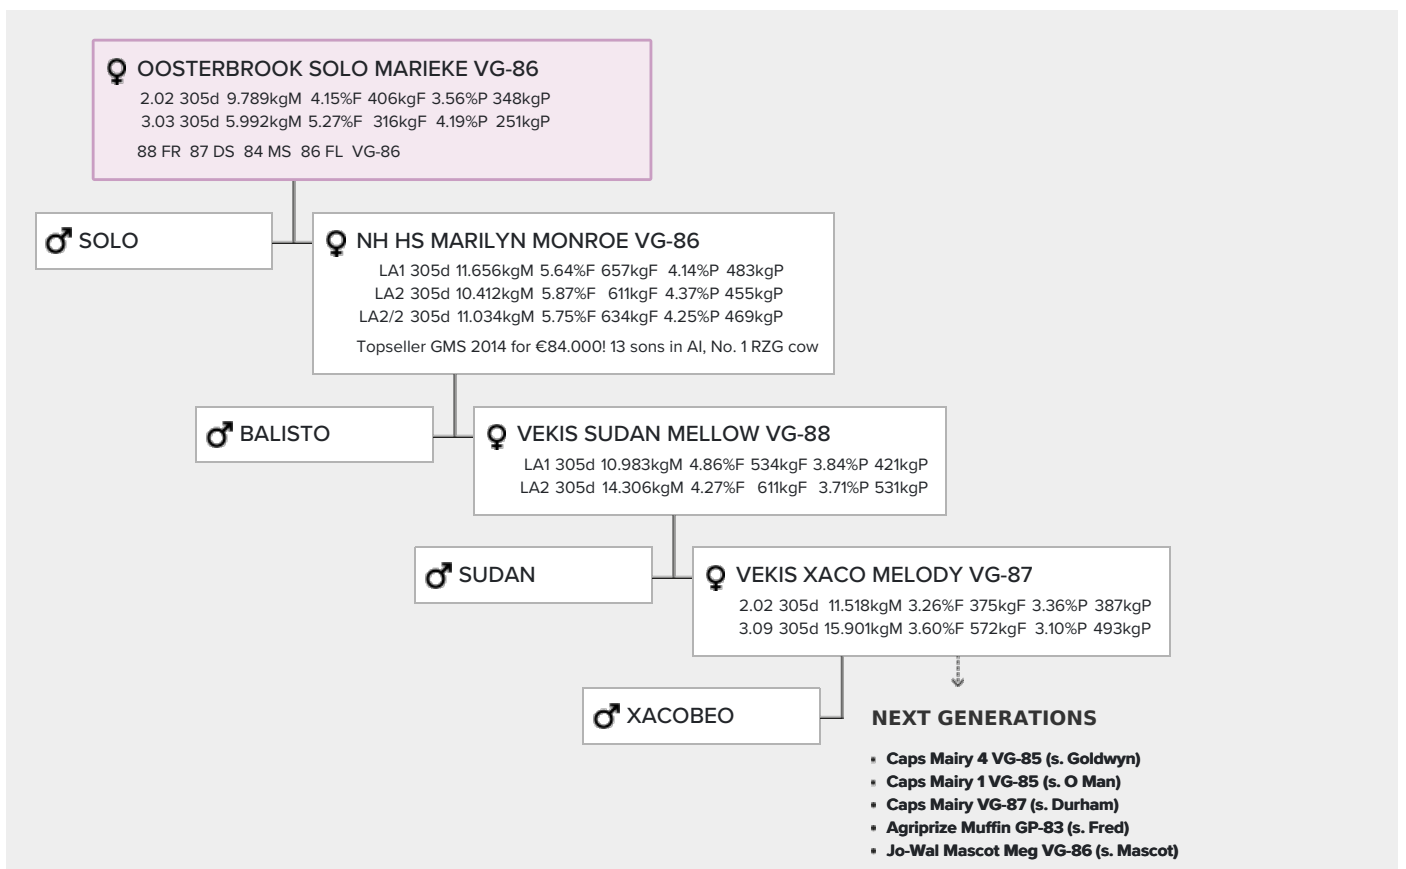 OOSTERBROOK SOLO MARIEKE VG-86
2.02 305d 9.789kgM 4.15%F 406kgF 3.56%P 348kgP
3.03 305d 5.992kgM 5.27%F 316kgF 4.19%P 251kgP
88 FR 87 DS 84 MS 86 FL VG-86
SOLO
NH HS MARILYN MONROE VG-86
LA1 305d 11.656kgM 5.64%F 657kgF 4.14%P 483kgP
LA2 305d 10.412kgM 5.87%F 611kgF 4.37%P 455kgP
LA2/2 305d 11.034kgM 5.75%F 634kgF 4.25%P 469kgP
Topseller GMS 2014 for €84.000! 13 sons in AI, No. 1 RZG cow
BALISTO
VEKIS SUDAN MELLOW VG-88
LA1 305d 10.983kgM 4.86%F 534kgF 3.84%P 421kgP
LA2 305d 14.306kgM 4.27%F 611kgF 3.71%P 531kgP
SUDAN
VEKIS XACO MELODY VG-87
2.02 305d 11.518kgM 3.26%F 375kgF 3.36%P 387kgP
3.09 305d 15.901kgM 3.60%F 572kgF 3.10%P 493kgP
XACOBEO
NEXT GENERATIONS
Caps Mairy 4 VG-85 (s. Goldwyn)
Caps Mairy 1 VG-85 (s. O Man)
Caps Mairy VG-87 (s. Durham)
Agriprize Muffin GP-83 (s. Fred)
Jo-Wal Mascot Meg VG-86 (s. Mascot)